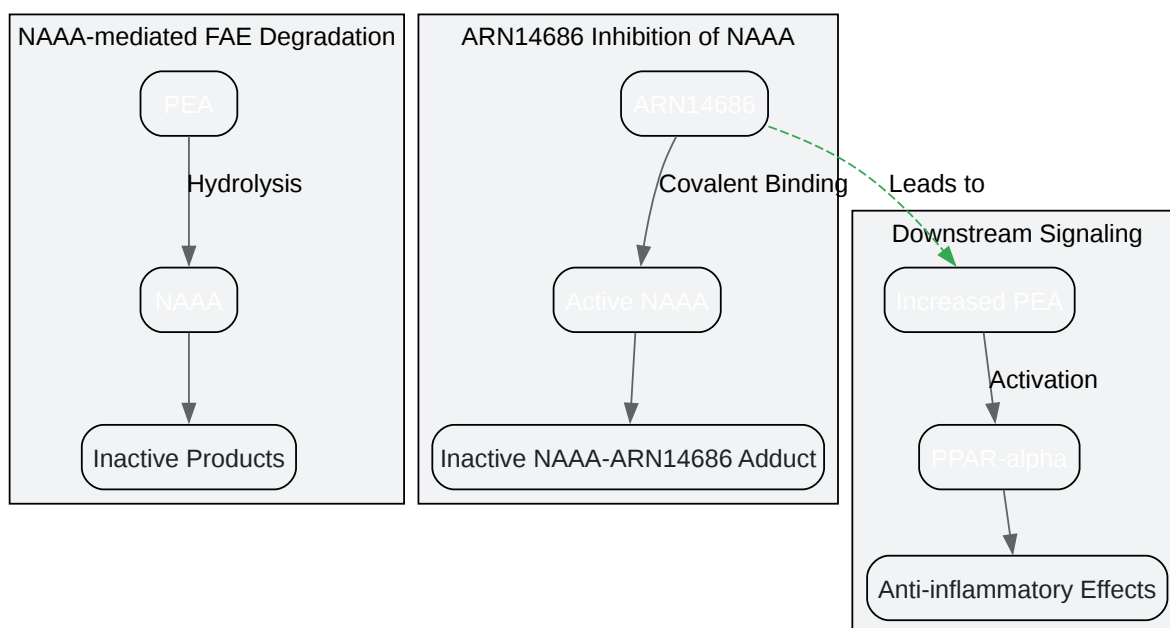 NAAA-mediated FAE Degradation
PEA
Hydrolysis
NAAA
Inactive Products
ARN14686 Inhibition of NAAA
ARN14686
Covalent Binding
Active NAAA
Inactive NAAA-ARN14686 Adduct
Leads to
Downstream Signaling
Increased PEA
Activation
PPAR-alpha
Anti-inflammatory Effects